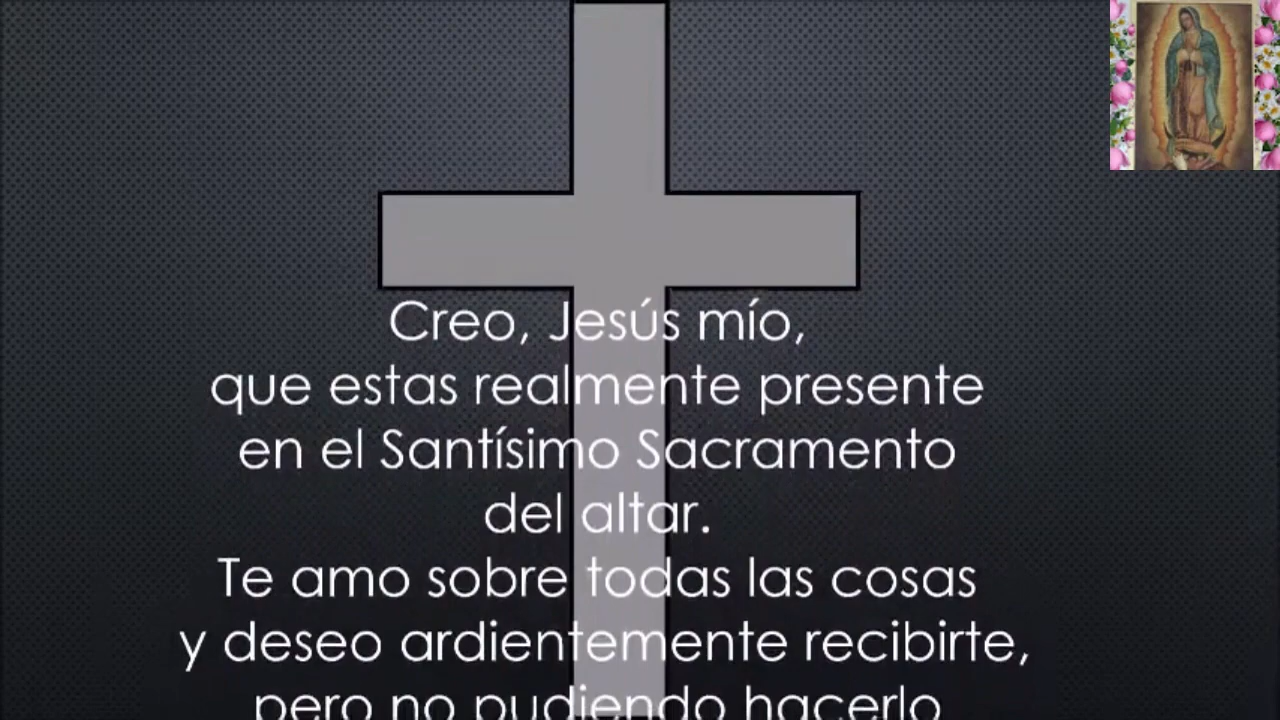 Creo, Jesús mío,
que estas realmente presente
en el Santísimo Sacramento
del altar.
Te amo sobre todas las cosas
y deseo ardientemente recibirte,
pero no pudiendo hacerlo